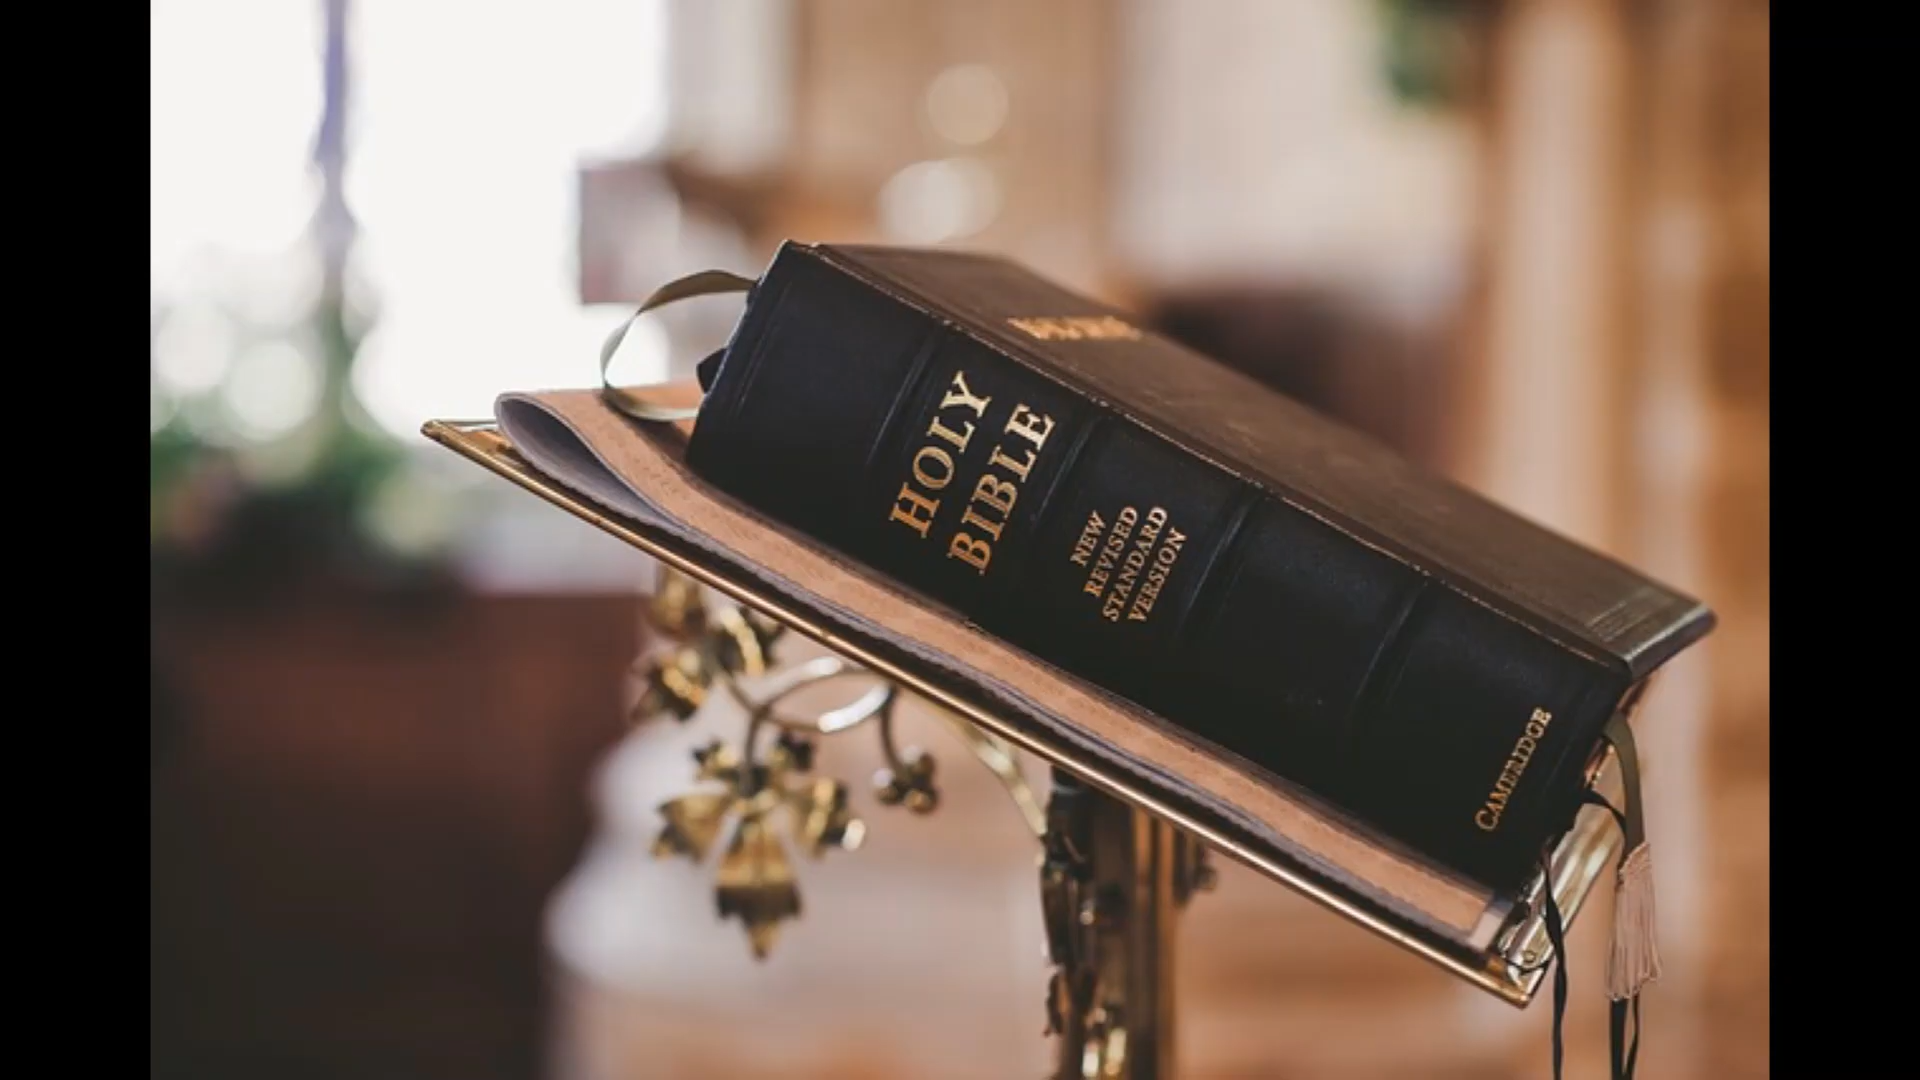 HOLY
BIBLE
NEW
REVISED
STANDARD
VERSION
CAMBRIDGE